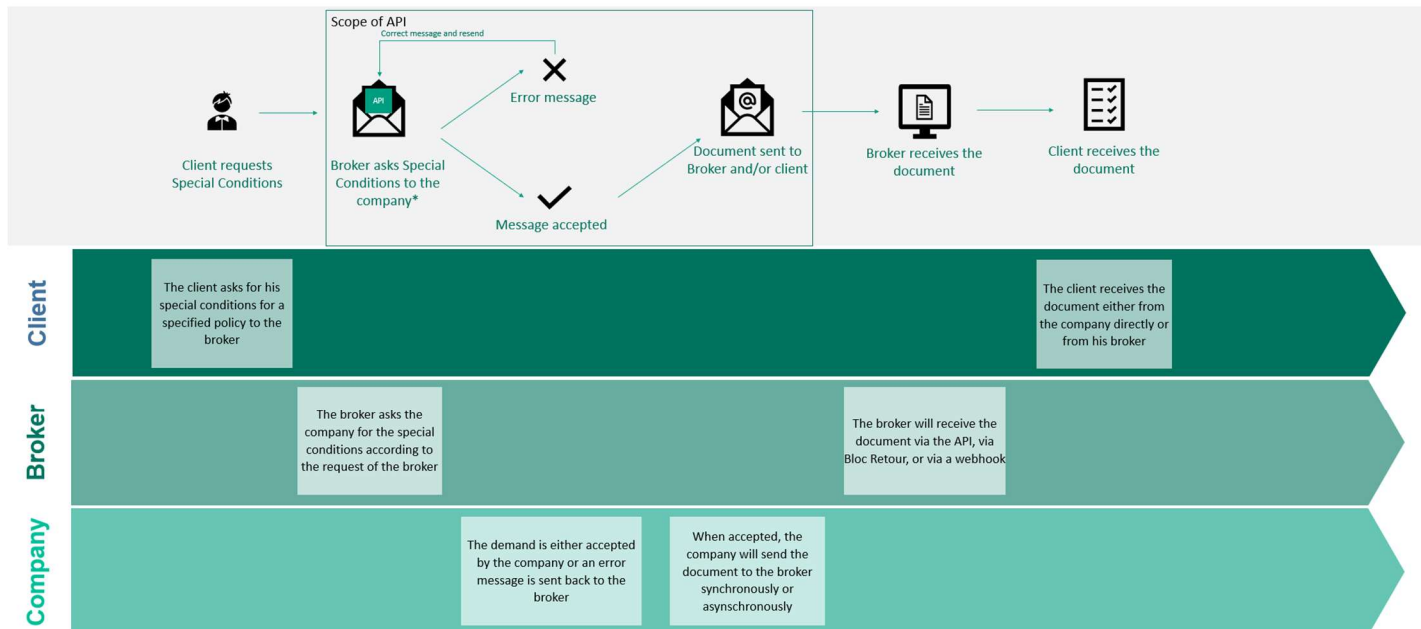 Scope of API
Correct message and resend
API
Error message
@
Client requests
Special Conditions
Broker asks Special
Conditions to the
company*
Message accepted
Document sent to
Broker and/or client
Broker receives the
document
Client receives the
document
Client
The client asks for his
special conditions for a
specified policy to the
broker
The client receives the
document either from
the company directly or
from his broker
Broker
The broker asks the
company for the special
conditions according to
the request of the broker
The broker will receive the
document via the API, via
Bloc Retour, or via a webhook
Company
The demand is either accepted
by the company or an error
message is sent back to the
broker
When accepted, the
company will send the
document to the broker
synchronously or
asynschronously